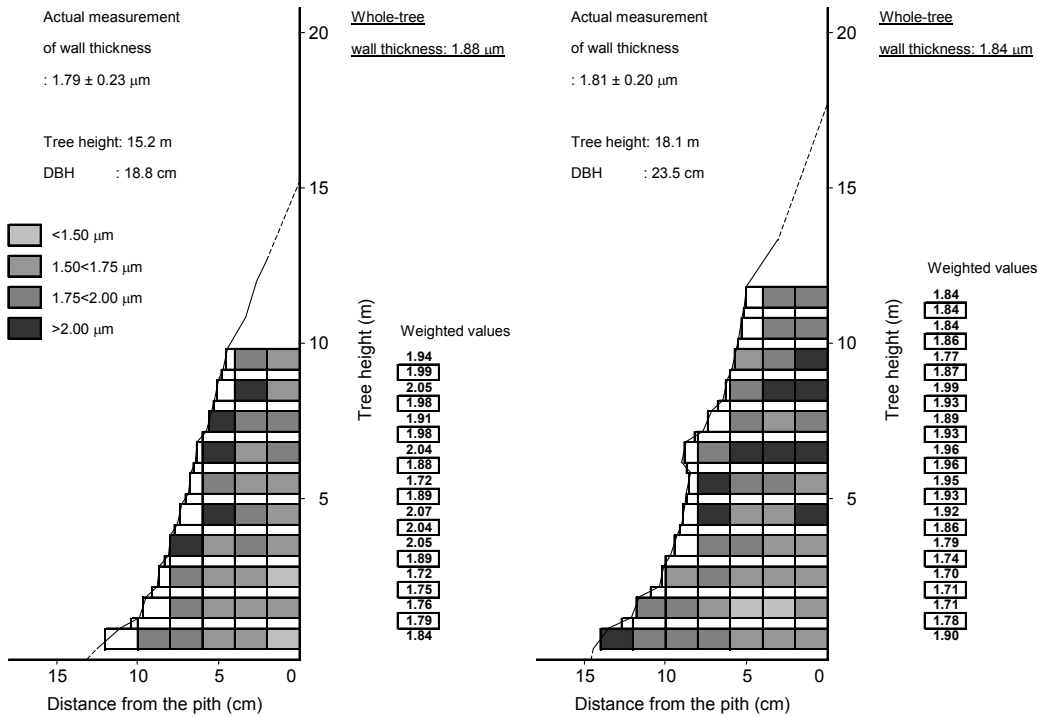 Actual measurement
of wall thickness
: 1.79 ± 0.23 μm
Tree height: 15.2 m
DBH : 18.8 cm
<1.50 μm
1.50<1.75 μm
1.75<2.00 μm
>2.00 μm
20
15
10
5
Tree height (m)
15 10 5 0
Distance from the pith (cm)
Whole-tree
wall thickness: 1.88 μm
Weighted values
1.94
1.99
2.05
1.98
1.91
1.98
2.04
1.88
1.72
1.89
2.07
2.04
2.05
1.89
1.72
1.75
1.76
1.79
1.84
Actual measurement
of wall thickness
: 1.81 ± 0.20 μm
Tree height: 18.1 m
DBH : 23.5 cm
20
15
10
5
Tree height (m)
15 10 5 0
Distance from the pith (cm)
Whole-tree
wall thickness: 1.84 μm
Weighted values
1.84
1.84
1.84
1.86
1.77
1.87
1.99
1.93
1.89
1.93
1.96
1.96
1.95
1.93
1.92
1.86
1.79
1.74
1.70
1.71
1.71
1.78
1.90